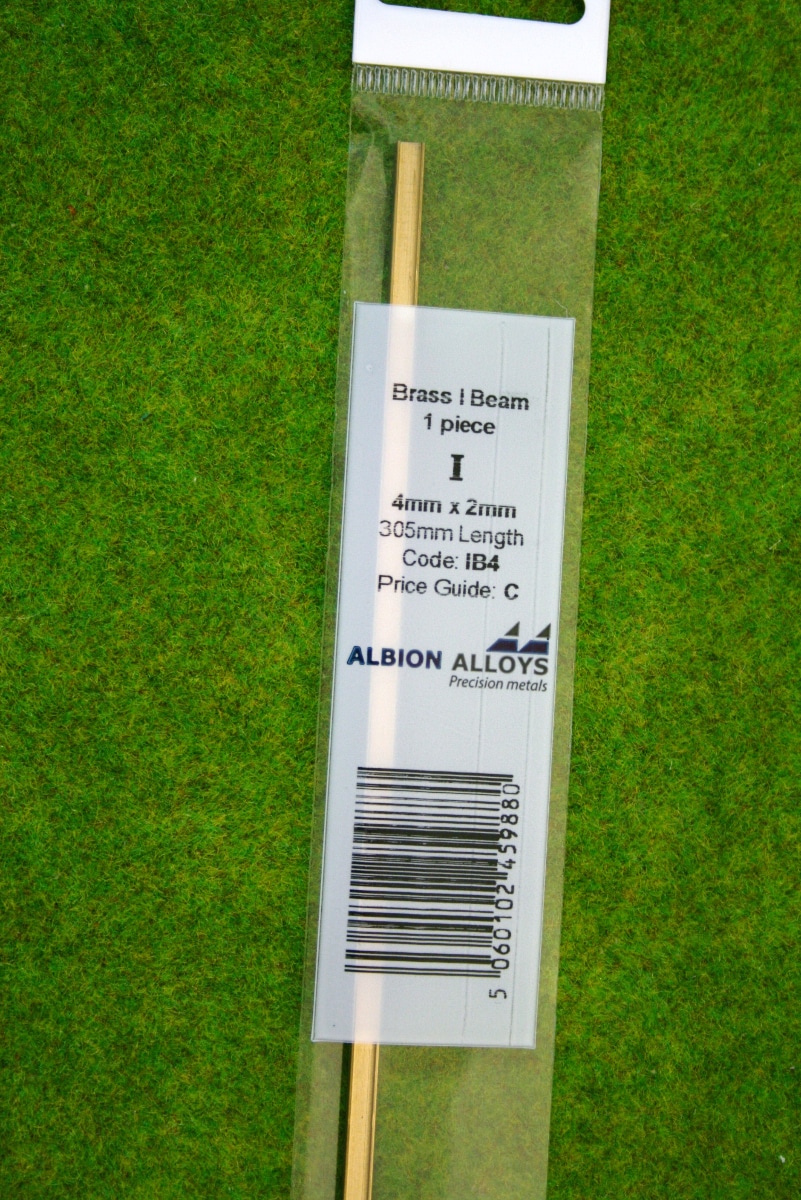 Brass I Beam
1 piece
I
4mm x 2mm
305mm Length
Code: IB4
Price Guide: C
ALBION ALLOYS
Precision metals
5 060102 459880